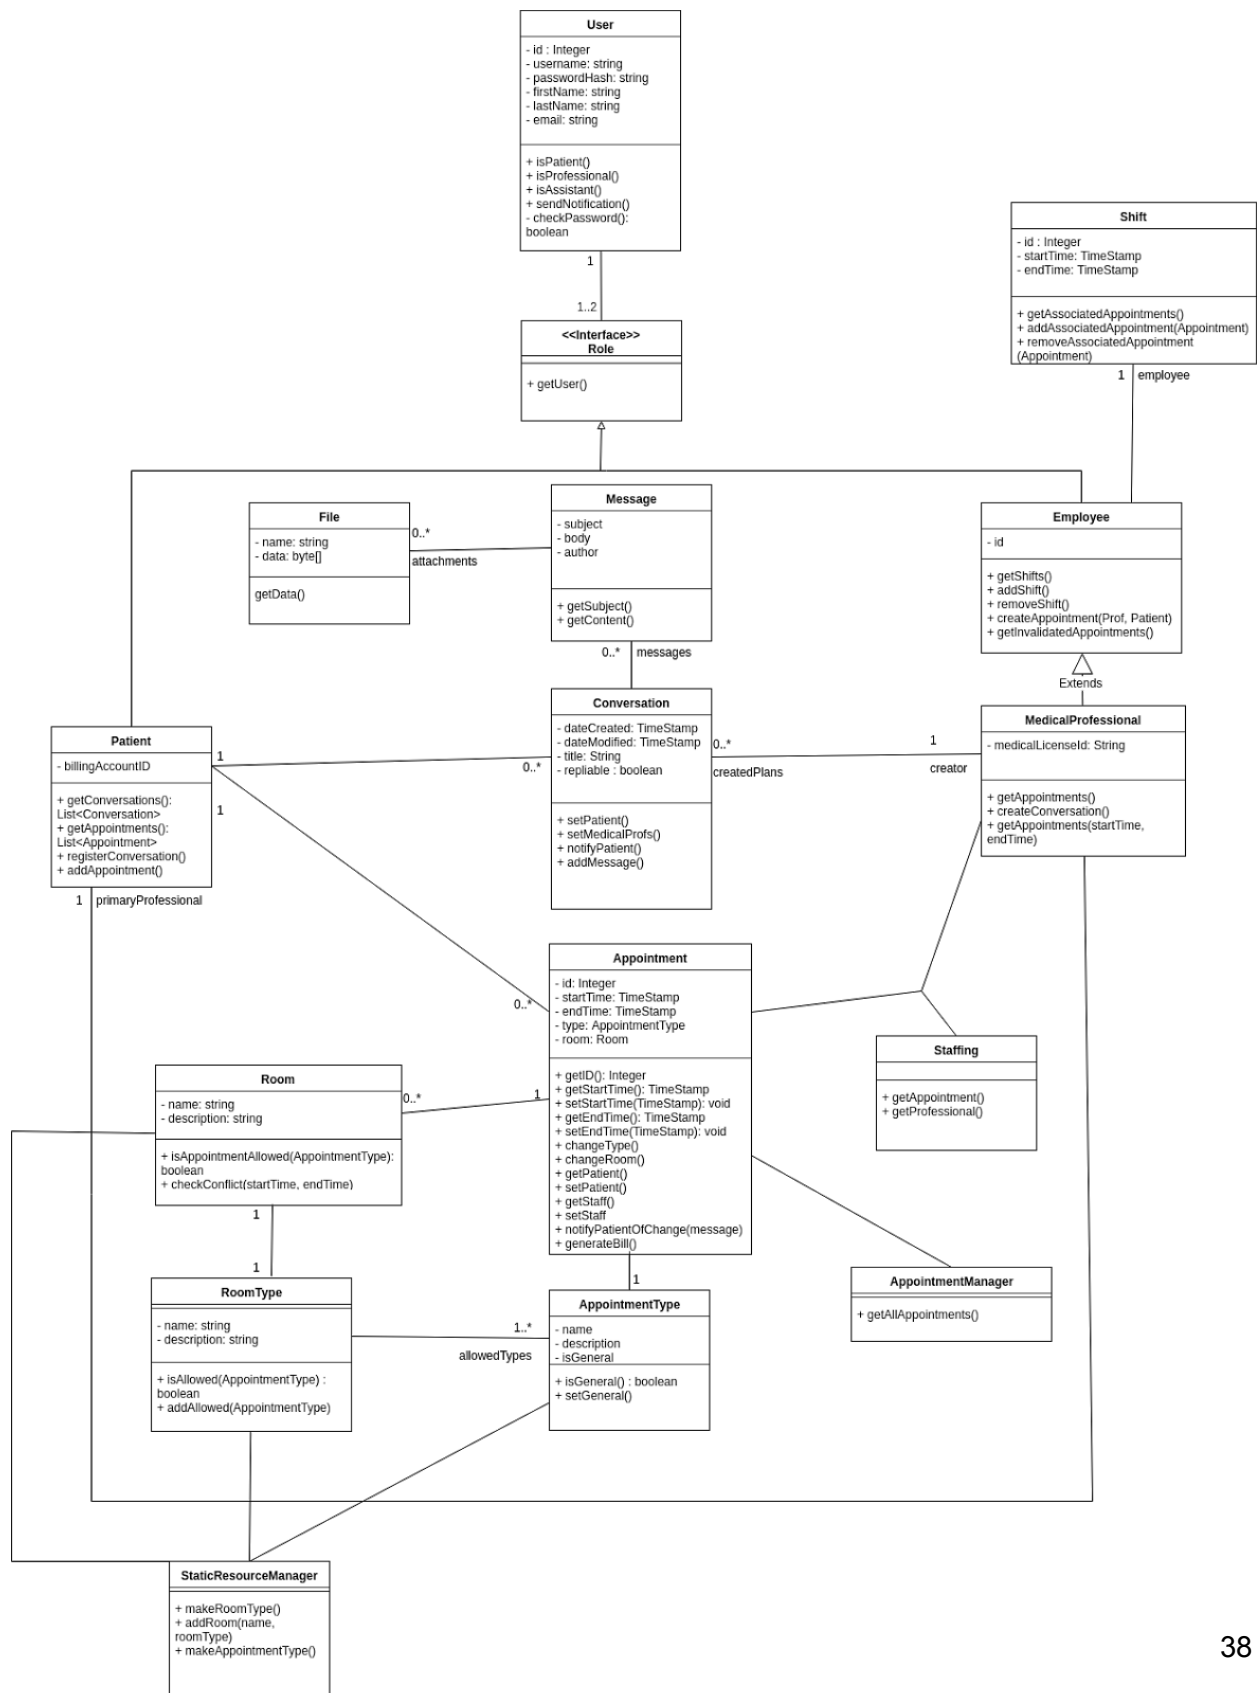 User
- id : Integer
- username: string
- passwordHash: string
- firstName: string
- lastName: string
- email: string
+ isPatient()
+ isProfessional()
+ isAssistant()
+ sendNotification()
- checkPassword():
boolean
1
1..2
<<Interface>>
Role
+ getUser()
Shift
- id : Integer
- startTime: TimeStamp
- endTime: TimeStamp
+ getAssociatedAppointments()
+ addAssociatedAppointment(Appointment)
+ removeAssociatedAppointment
(Appointment)
1 employee
File
- name: string
- data: byte[]
getData()
0..*
attachments
Message
- subject
- body
- author
+ getSubject()
+ getContent()
0..* messages
Employee
- id
+ getShifts()
+ addShift()
+ removeShift()
+ createAppointment(Prof, Patient)
+ getInvalidatedAppointments()
Extends
Patient
- billingAccountID
+ getConversations():
List<Conversation>
+ getAppointments():
List<Appointment>
+ registerConversation()
+ addAppointment()
1
0..*
1
1 primaryProfessional
Conversation
- dateCreated: TimeStamp
- dateModified: TimeStamp
- title: String
- repliable : boolean
+ setPatient()
+ setMedicalProfs()
+ notifyPatient()
+ addMessage()
0..*
createdPlans
1
creator
MedicalProfessional
- medicalLicenseId: String
+ getAppointments()
+ createConversation()
+ getAppointments(startTime,
endTime)
0..*
Appointment
- id: Integer
- startTime: TimeStamp
- endTime: TimeStamp
- type: AppointmentType
- room: Room
+ getID(): Integer
+ getStartTime(): TimeStamp
+ setStartTime(TimeStamp): void
+ getEndTime(): TimeStamp
+ setEndTime(TimeStamp): void
+ changeType()
+ changeRoom()
+ getPatient()
+ setPatient()
+ getStaff()
+ setStaff
+ notifyPatientOfChange(message)
+ generateBill()
Staffing
+ getAppointment()
+ getProfessional()
Room
- name: string
- description: string
+ isAppointmentAllowed(AppointmentType):
boolean
+ checkConflict(startTime, endTime)
0..*
1
1
1
RoomType
- name: string
- description: string
+ isAllowed(AppointmentType) :
boolean
+ addAllowed(AppointmentType)
1..*
allowedTypes
1
AppointmentType
- name
- description
- isGeneral
+ isGeneral() : boolean
+ setGeneral()
AppointmentManager
+ getAllAppointments()
StaticResourceManager
+ makeRoomType()
+ addRoom(name,
roomType)
+ makeAppointmentType()
38